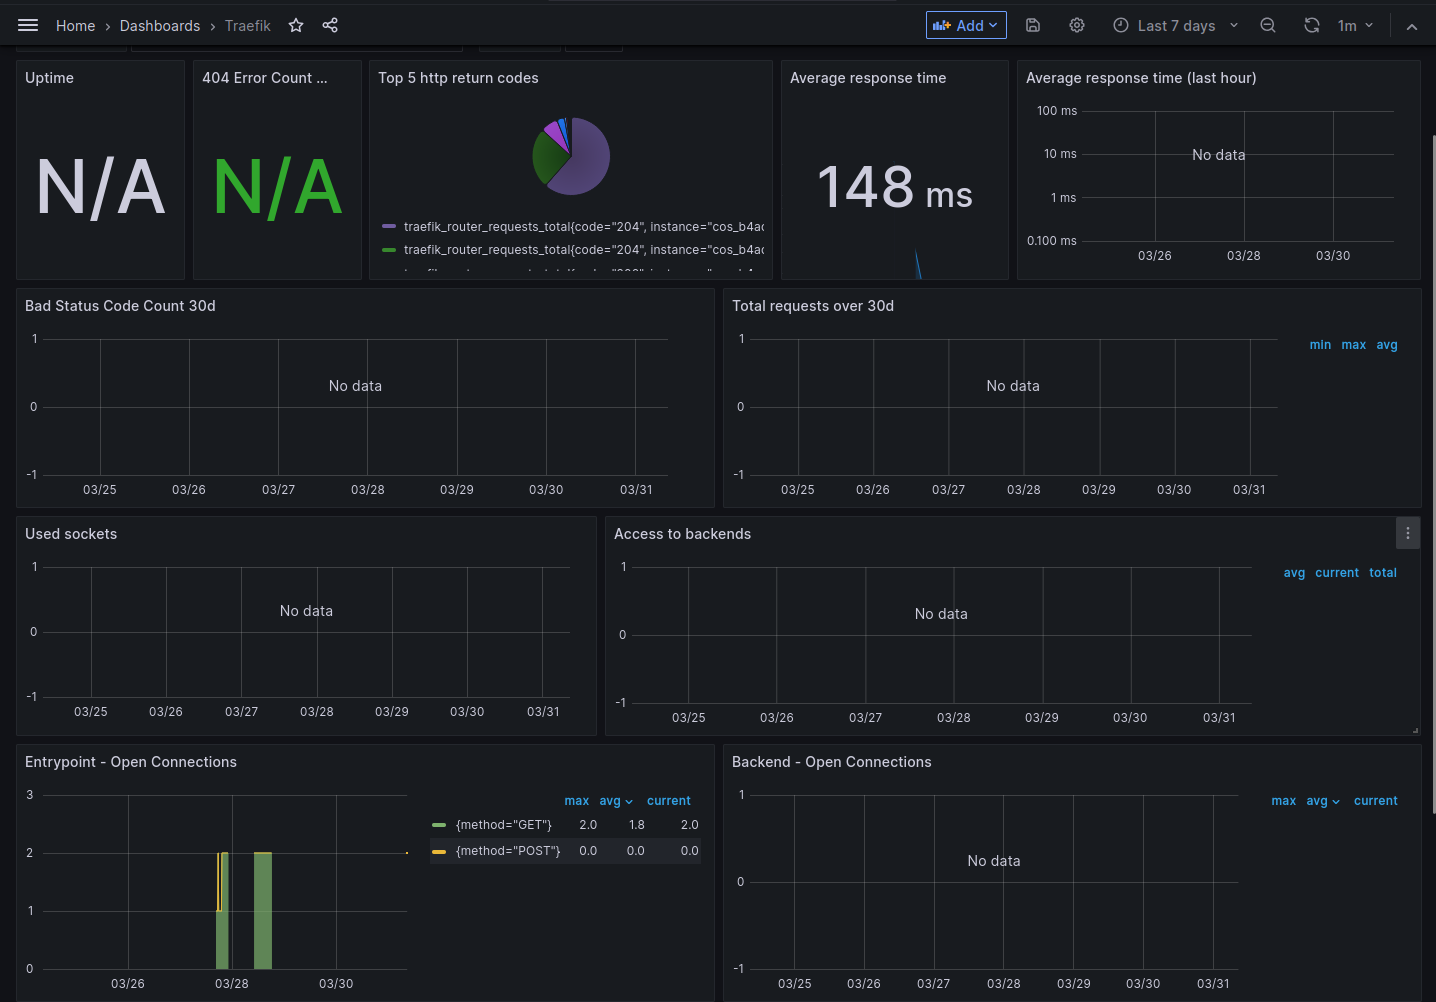 Home › Dashboards › Traefik
Add
Last 7 days
1m
Uptime
N/A
404 Error Count ...
N/A
Top 5 http return codes
traefik_router_requests_total{code="204", instance="cos_b4ac
traefik_router_requests_total{code="204", instance="cos_b4ac
Average response time
148 ms
Average response time (last hour)
100 ms
10 ms
1 ms
0.100 ms
No data
03/26 03/28 03/30
Bad Status Code Count 30d
1
0
-1
No data
03/25 03/26 03/27 03/28 03/29 03/30 03/31
Total requests over 30d
1
0
-1
No data
03/25 03/26 03/27 03/28 03/29 03/30 03/31
min max avg
Used sockets
1
0
-1
No data
03/25 03/26 03/27 03/28 03/29 03/30 03/31
Access to backends
1
0
-1
No data
03/25 03/26 03/27 03/28 03/29 03/30 03/31
avg current total
Entrypoint - Open Connections
3
2
1
0
03/26 03/28 03/30
max avg current
{method="GET"} 2.0 1.8 2.0
{method="POST"} 0.0 0.0 0.0
Backend - Open Connections
1
0
-1
No data
03/25 03/26 03/27 03/28 03/29 03/30 03/31
max avg current